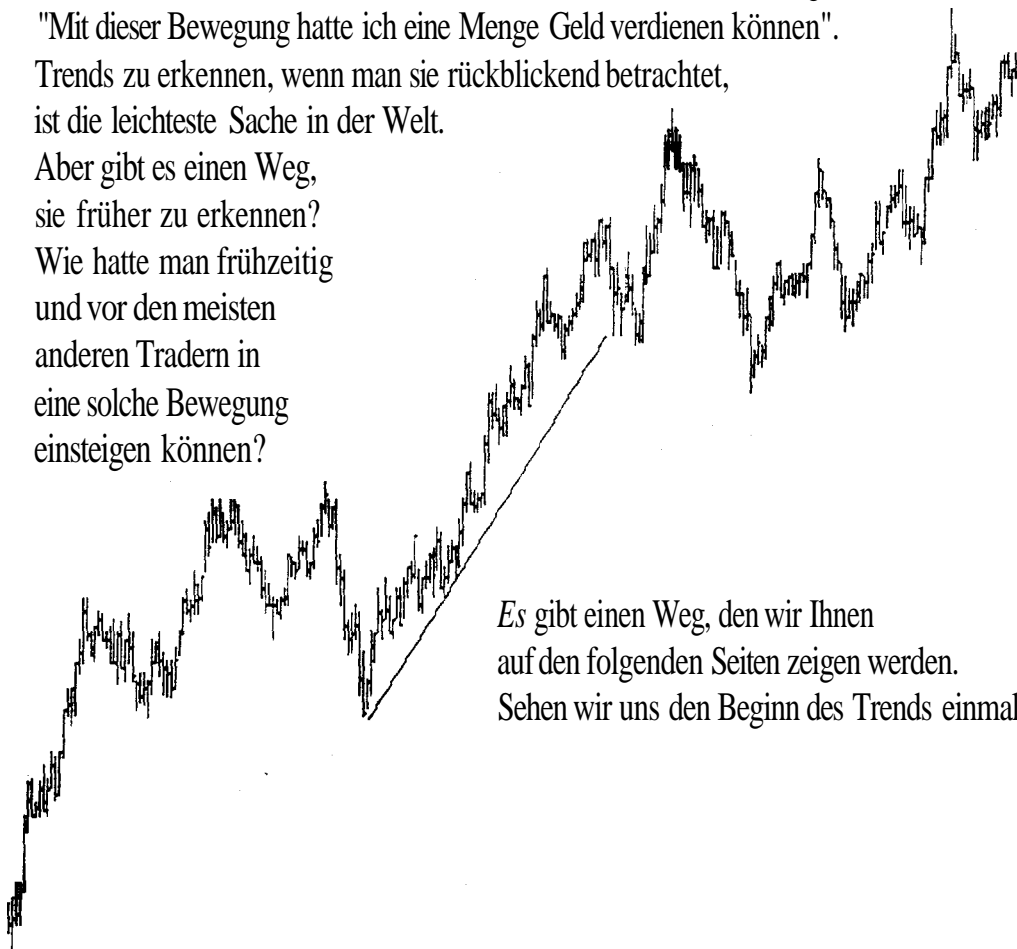 "Mit dieser Bewegung hatte ich eine Menge Geld verdienen können".
Trends zu erkennen, wenn man sie rückblickend betrachtet,
ist die leichteste Sache in der Welt.
Aber gibt es einen Weg,
sie früher zu erkennen?
Wie hatte man frühzeitig
und vor den meisten
anderen Tradern in
eine solche Bewegung
einsteigen können?
Es gibt einen Weg, den wir Ihnen
auf den folgenden Seiten zeigen werden.
Sehen wir uns den Beginn des Trends einmal